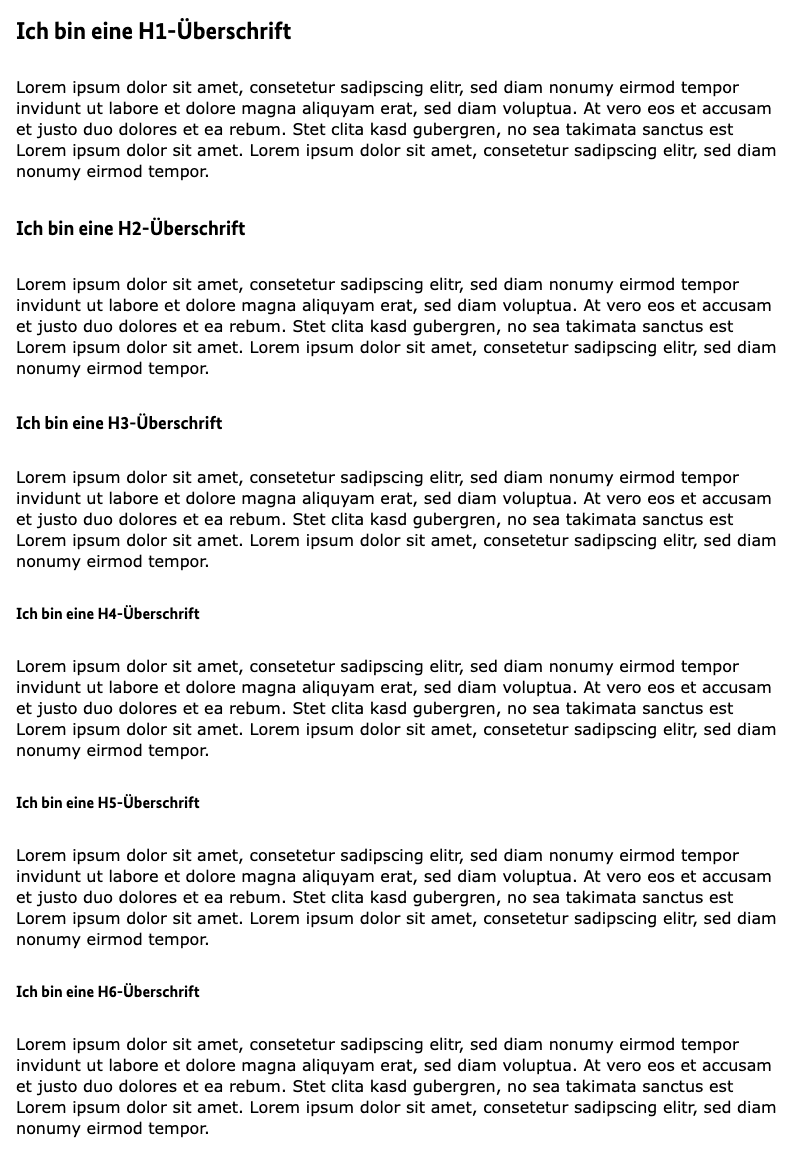 Ich bin eine H1-Überschrift
Lorem ipsum dolor sit amet, consetetur sadipscing elitr, sed diam nonumy eirmod tempor
invidunt ut labore et dolore magna aliquyam erat, sed diam voluptua. At vero eos et accusam
et justo duo dolores et ea rebum. Stet clita kasd gubergren, no sea takimata sanctus est
Lorem ipsum dolor sit amet. Lorem ipsum dolor sit amet, consetetur sadipscing elitr, sed diam
nonumy eirmod tempor.
Ich bin eine H2-Überschrift
Lorem ipsum dolor sit amet, consetetur sadipscing elitr, sed diam nonumy eirmod tempor
invidunt ut labore et dolore magna aliquyam erat, sed diam voluptua. At vero eos et accusam
et justo duo dolores et ea rebum. Stet clita kasd gubergren, no sea takimata sanctus est
Lorem ipsum dolor sit amet. Lorem ipsum dolor sit amet, consetetur sadipscing elitr, sed diam
nonumy eirmod tempor.
Ich bin eine H3-Überschrift
Lorem ipsum dolor sit amet, consetetur sadipscing elitr, sed diam nonumy eirmod tempor
invidunt ut labore et dolore magna aliquyam erat, sed diam voluptua. At vero eos et accusam
et justo duo dolores et ea rebum. Stet clita kasd gubergren, no sea takimata sanctus est
Lorem ipsum dolor sit amet. Lorem ipsum dolor sit amet, consetetur sadipscing elitr, sed diam
nonumy eirmod tempor.
Ich bin eine H4-Überschrift
Lorem ipsum dolor sit amet, consetetur sadipscing elitr, sed diam nonumy eirmod tempor
invidunt ut labore et dolore magna aliquyam erat, sed diam voluptua. At vero eos et accusam
et justo duo dolores et ea rebum. Stet clita kasd gubergren, no sea takimata sanctus est
Lorem ipsum dolor sit amet. Lorem ipsum dolor sit amet, consetetur sadipscing elitr, sed diam
nonumy eirmod tempor.
Ich bin eine H5-Überschrift
Lorem ipsum dolor sit amet, consetetur sadipscing elitr, sed diam nonumy eirmod tempor
invidunt ut labore et dolore magna aliquyam erat, sed diam voluptua. At vero eos et accusam
et justo duo dolores et ea rebum. Stet clita kasd gubergren, no sea takimata sanctus est
Lorem ipsum dolor sit amet. Lorem ipsum dolor sit amet, consetetur sadipscing elitr, sed diam
nonumy eirmod tempor.
Ich bin eine H6-Überschrift
Lorem ipsum dolor sit amet, consetetur sadipscing elitr, sed diam nonumy eirmod tempor
invidunt ut labore et dolore magna aliquyam erat, sed diam voluptua. At vero eos et accusam
et justo duo dolores et ea rebum. Stet clita kasd gubergren, no sea takimata sanctus est
Lorem ipsum dolor sit amet. Lorem ipsum dolor sit amet, consetetur sadipscing elitr, sed diam
nonumy eirmod tempor.